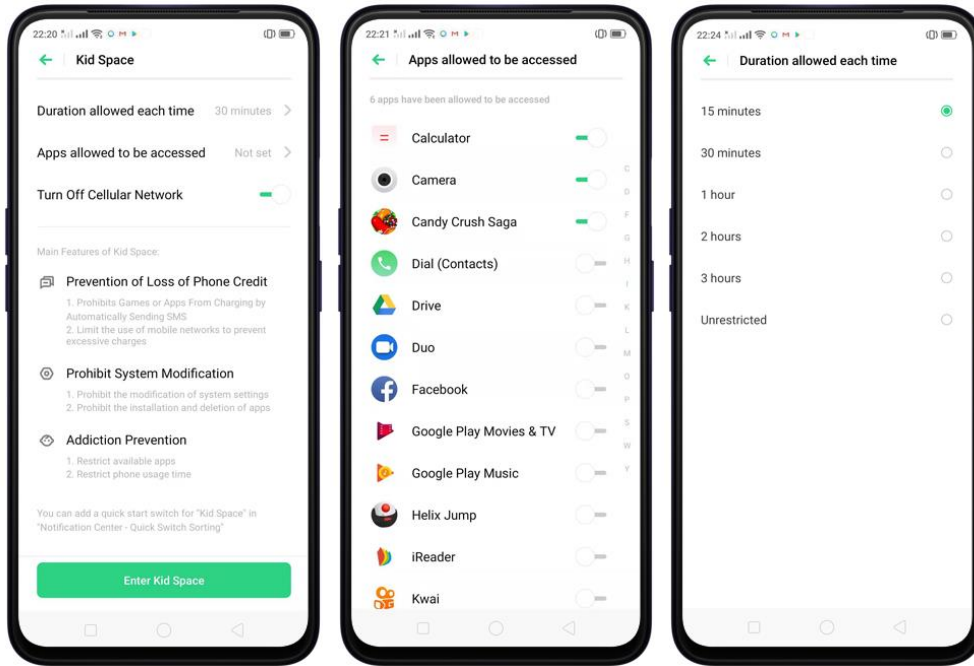 22:20
Kid Space
Duration allowed each time 30 minutes
Apps allowed to be accessed Not set
Turn Off Cellular Network
Main Features of Kid Space:
Prevention of Loss of Phone Credit
1. Prohibits Games or Apps From Charging by
Automatically Sending SMS
2. Limit the use of mobile networks to prevent
excessive charges
Prohibit System Modification
1. Prohibit the modification of system settings
2. Prohibit the installation and deletion of apps
Addiction Prevention
1. Restrict available apps
2. Restrict phone usage time
You can add a quick start switch for "Kid Space" in
"Notification Center - Quick Switch Sorting"
Enter Kid Space
22:21
Apps allowed to be accessed
6 apps have been allowed to be accessed
Calculator
Camera
Candy Crush Saga
Dial (Contacts)
Drive
Duo
Facebook
Google Play Movies & TV
Google Play Music
Helix Jump
iReader
Kwai
C
D
F
G
H
I
K
L
M
O
P
S
W
Y
22:24
Duration allowed each time
15 minutes
30 minutes
1 hour
2 hours
3 hours
Unrestricted